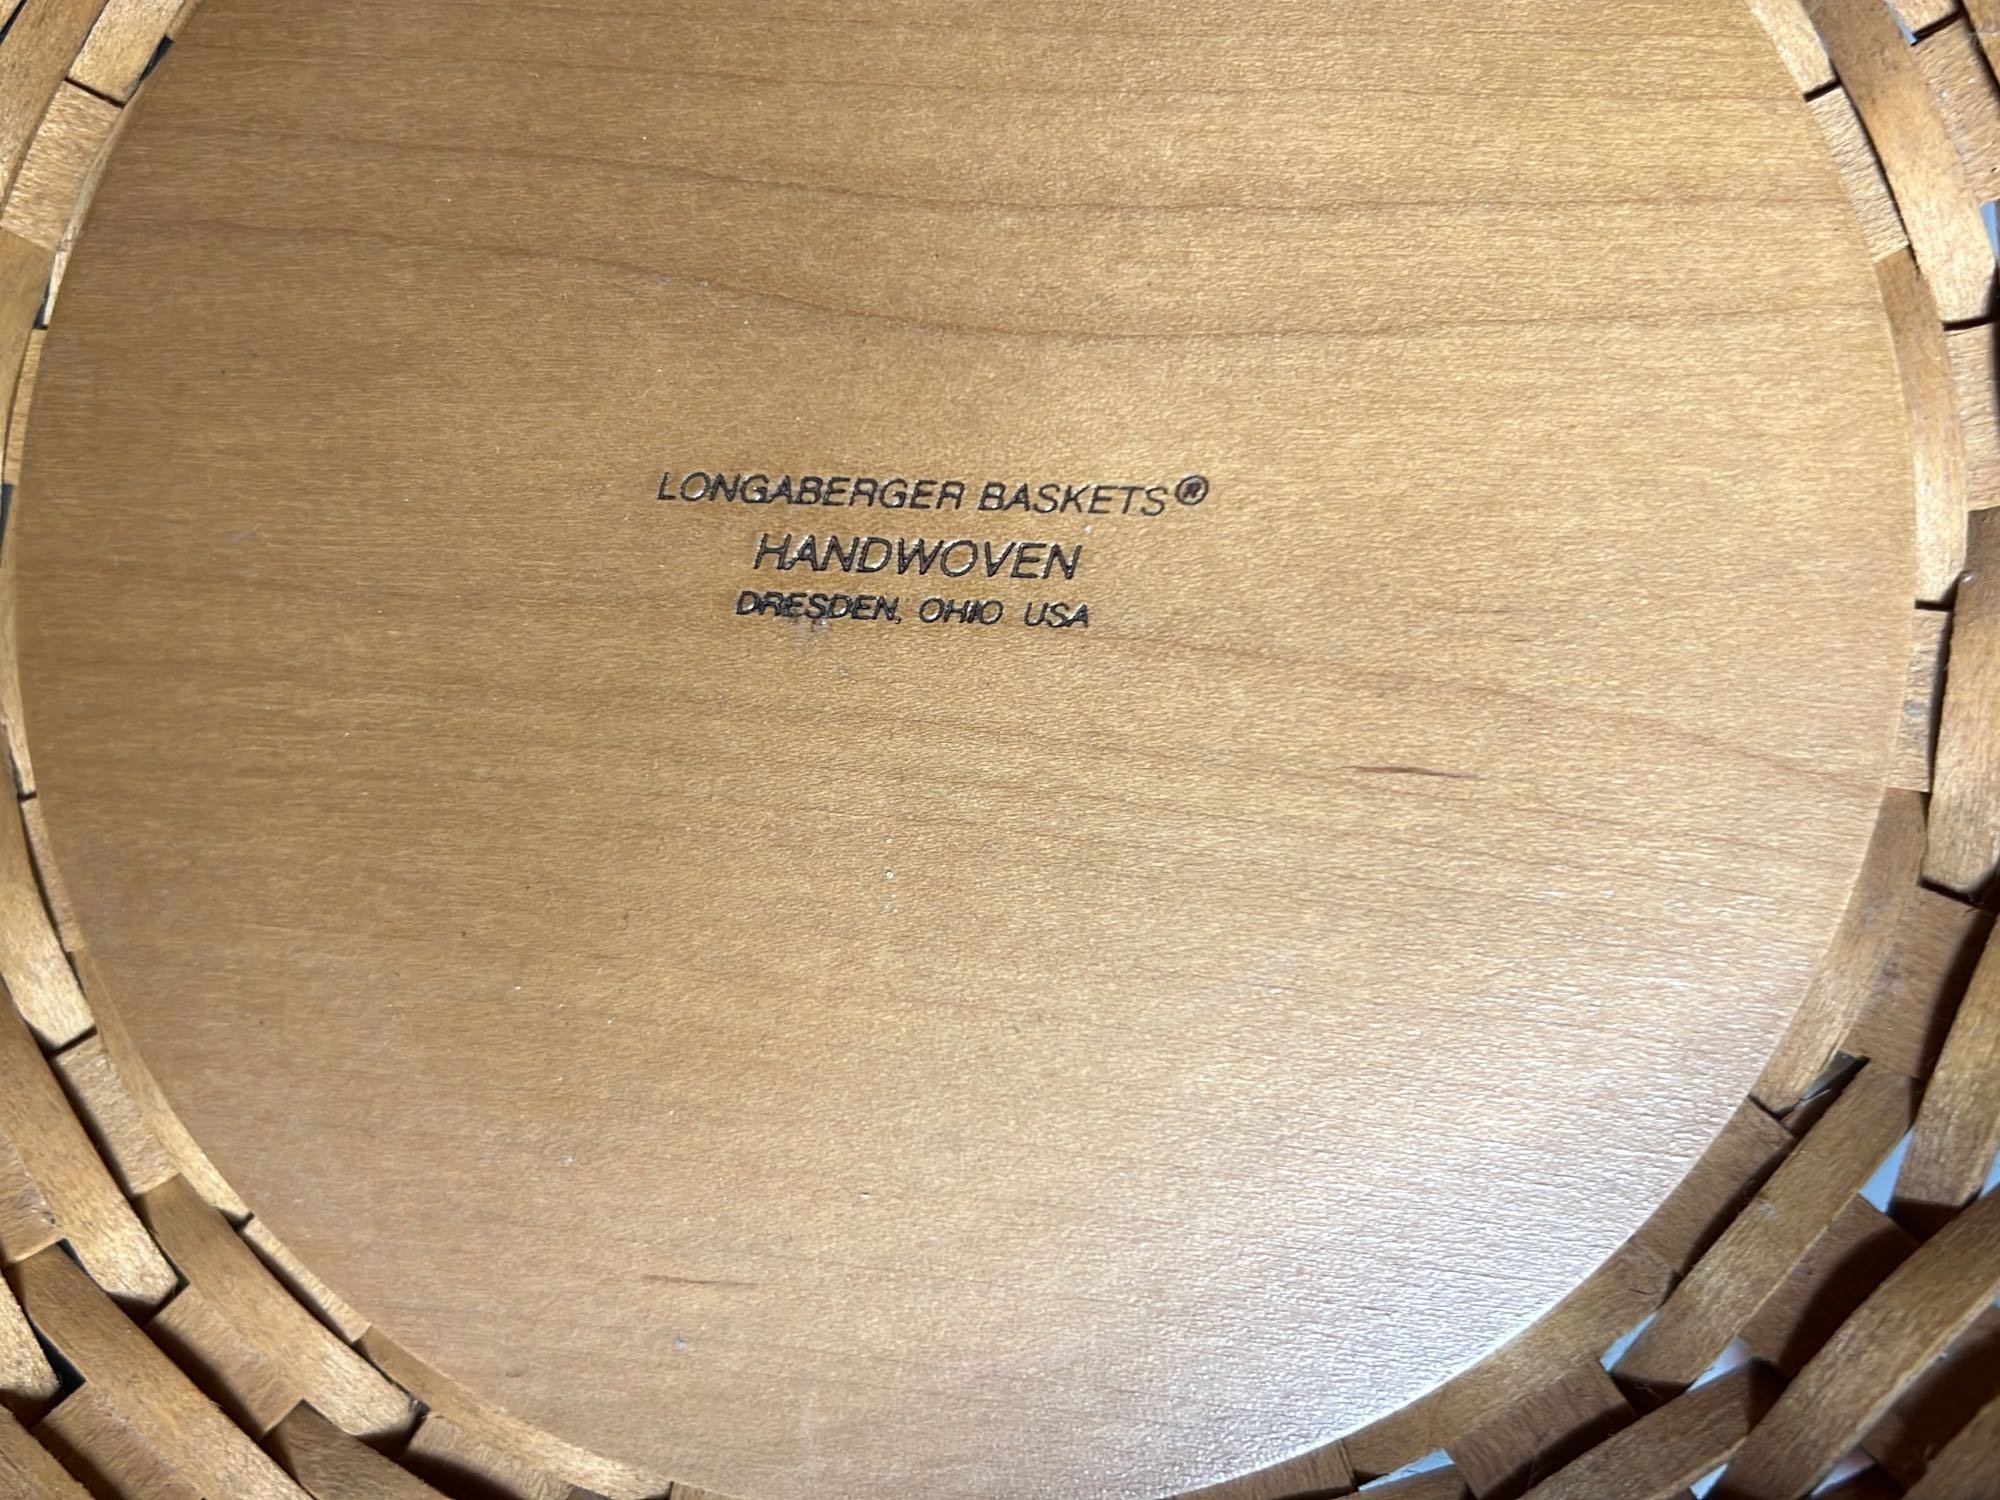 LONGABERGER BASKETS®
HANDWOVEN
DRESDEN, OHIO USA